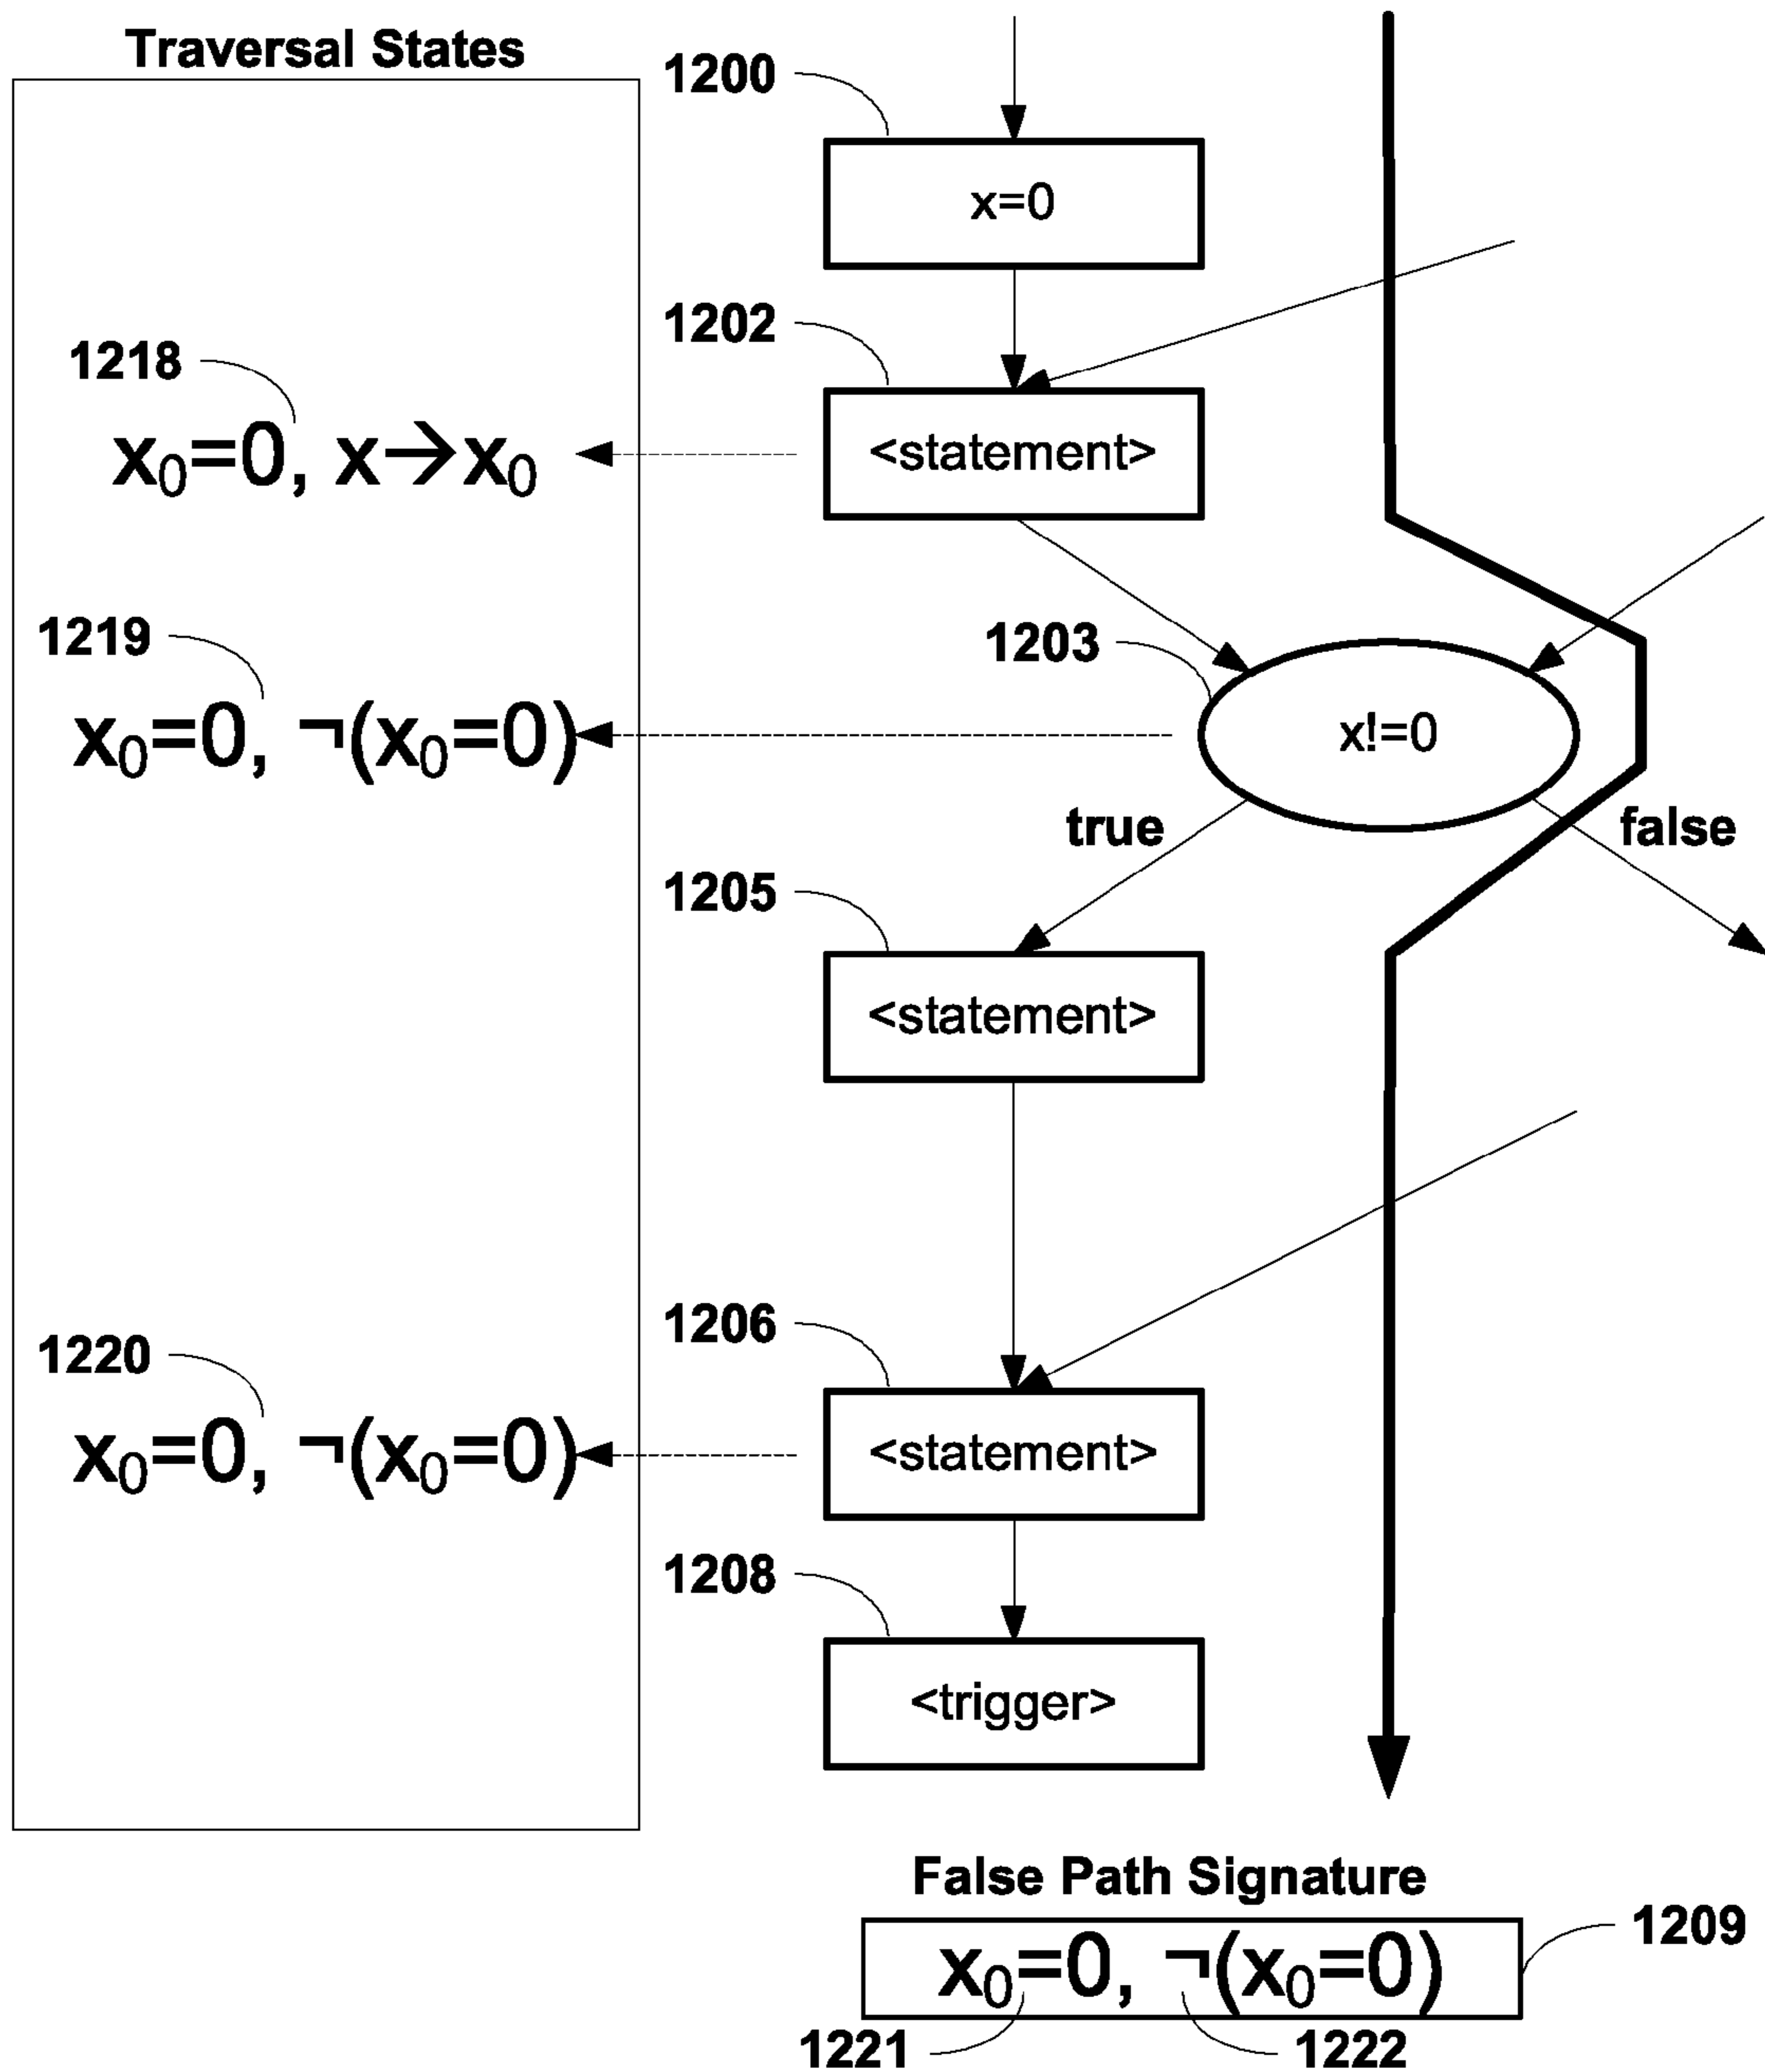 Traversal States
1200
x=0
1202
1218
x₀=0, x→x₀
<statement>
1219
1203
x₀=0, ¬(x₀=0)
x!=0
true
false
1205
<statement>
1206
1220
x₀=0, ¬(x₀=0)
<statement>
1208
<trigger>
False Path Signature
x₀=0, ¬(x₀=0)
1209
1221
1222